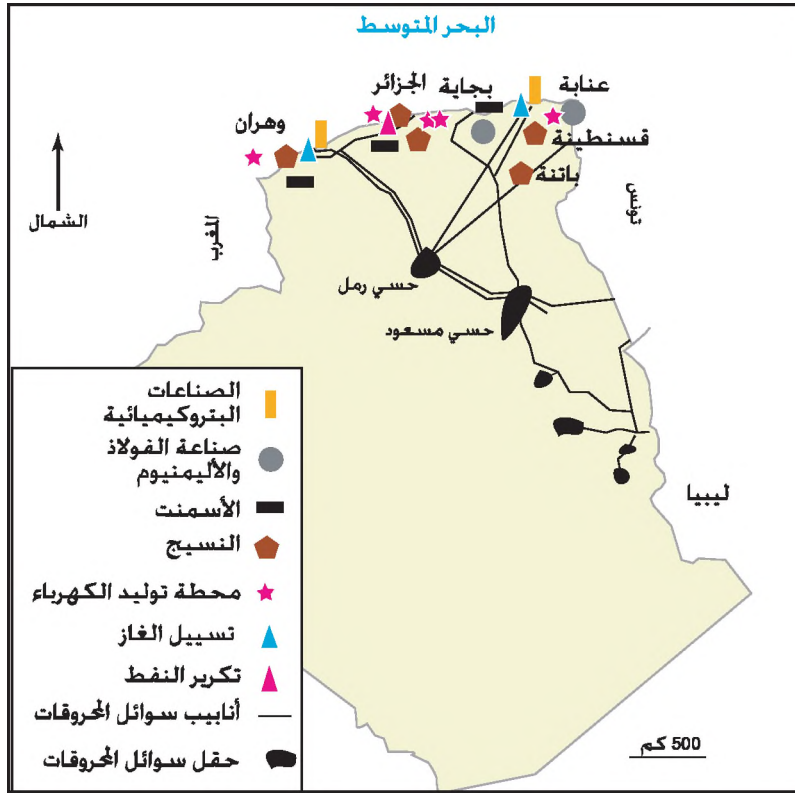 البحر المتوسط
الجزائر
بجاية
عنابة
وهران
قسنطينة
باتنة
تونس
الشمال
المغرب
حسي رمل
حسي مسعود
ليبيا
الصناعات
البتروكيميائية
صناعة الفولاذ
والأليمنيوم
الأسمنت
النسيج
محطة توليد الكهرباء
تسييل الغاز
تكرير النفط
أنابيب سوائل المحروقات
حقل سوائل المحروقات
500 كم